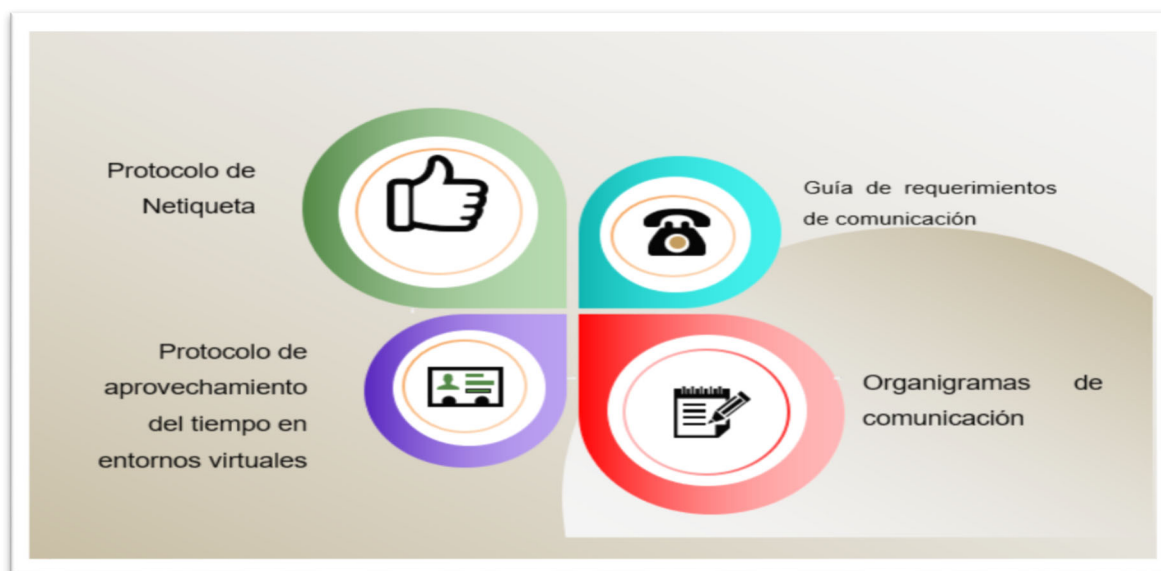 Protocolo de
Netiqueta
Guía de requerimientos
de comunicación
Protocolo de
aprovechamiento
del tiempo en
entornos virtuales
Organigramas de
comunicación